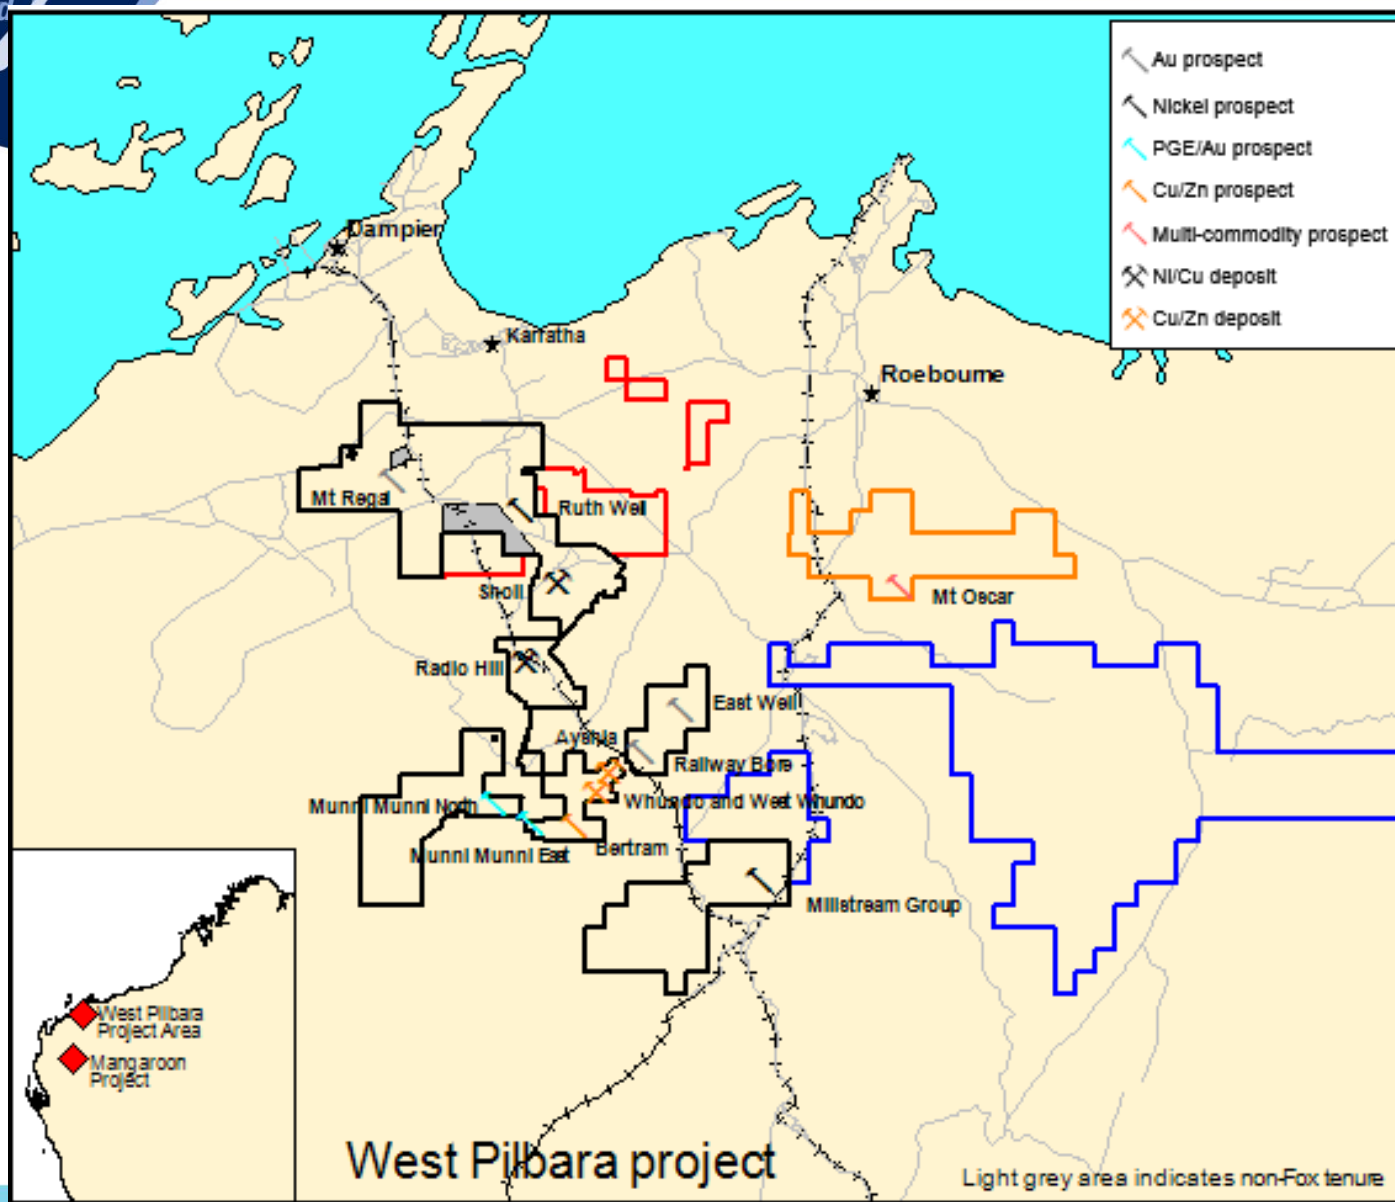 Au prospect
Nickel prospect
PGE/Au prospect
Cu/Zn prospect
Multi-commodity prospect
Ni/Cu deposit
Cu/Zn deposit
Dampier
Karratha
Roebourne
Mt Regal
Ruth Well
Sholl
Mt Oscar
Radio Hill
East Well
Ayshia
Railway Bore
Munni Munni North
Whundo and West Whundo
Munni Munni East
Bertram
Millstream Group
West Pilbara
Project Area
Mangaroon
Project
West Pilbara project
Light grey area indicates non-Fox tenure